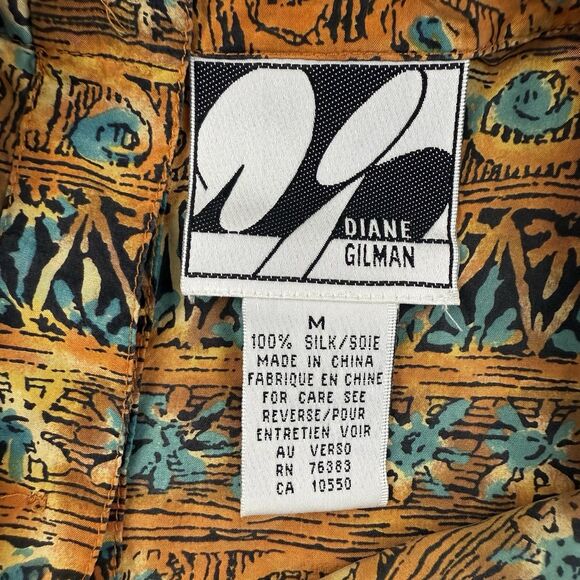 DIANE
GILMAN
M
100% SILK/SOIE
MADE IN CHINA
FABRIQUE EN CHINE
FOR CARE SEE
REVERSE/POUR
ENTRETIEN VOIR
AU VERSO
RN 76383
CA 10550